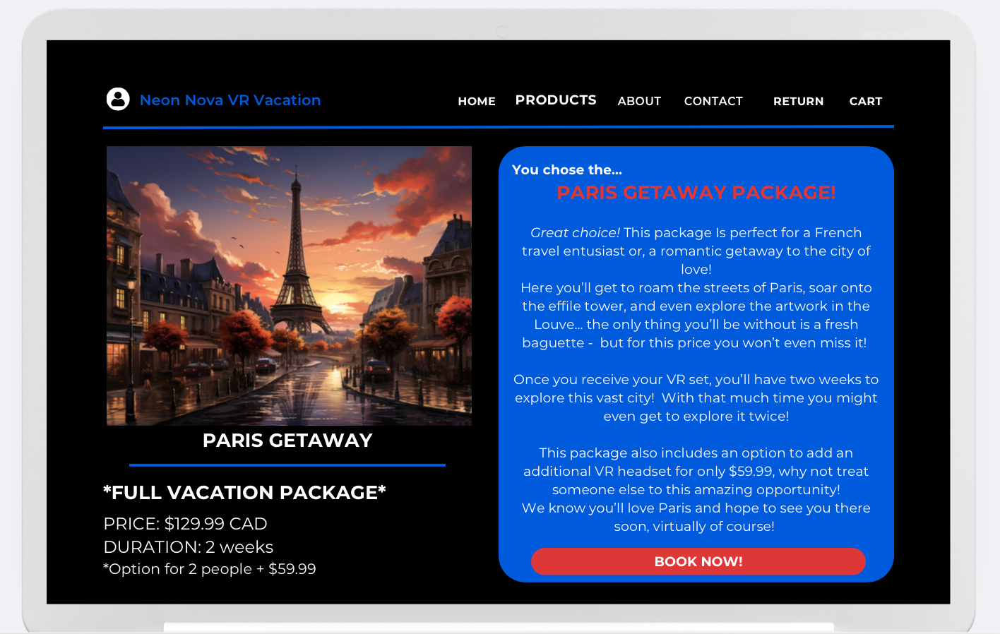 Neon Nova VR Vacation
HOME PRODUCTS ABOUT CONTACT RETURN CART
PARIS GETAWAY
*FULL VACATION PACKAGE*
PRICE: $129.99 CAD
DURATION: 2 weeks
*Option for 2 people + $59.99
You chose the...
PARIS GETAWAY PACKAGE!
Great choice! This package Is perfect for a French
travel entusiast or, a romantic getaway to the city of
love!
Here you’ll get to roam the streets of Paris, soar onto
the effile tower, and even explore the artwork in the
Louve... the only thing you’ll be without is a fresh
baguette -  but for this price you won’t even miss it!
Once you receive your VR set, you’ll have two weeks to
explore this vast city!  With that much time you might
even get to explore it twice!
This package also includes an option to add an
additional VR headset for only $59.99, why not treat
someone else to this amazing opportunity!
We know you’ll love Paris and hope to see you there
soon, virtually of course!
BOOK NOW!